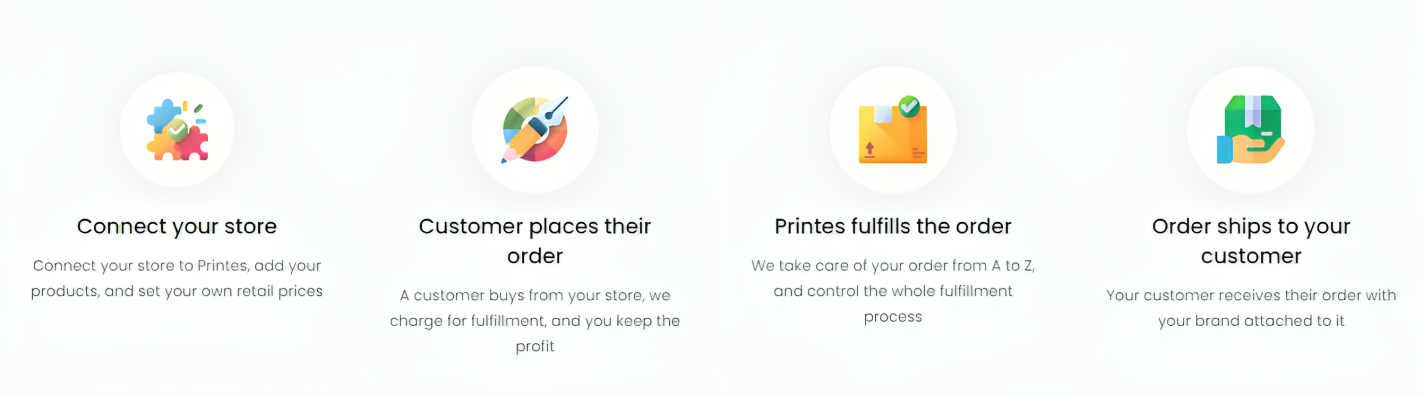 Connect your store
Connect your store to Printes, add your
products, and set your own retail prices
Customer places their
order
A customer buys from your store, we
charge for fulfillment, and you keep the
profit
Printes fulfills the order
We take care of your order from A to Z,
and control the whole fulfillment
process
Order ships to your
customer
Your customer receives their order with
your brand attached to it